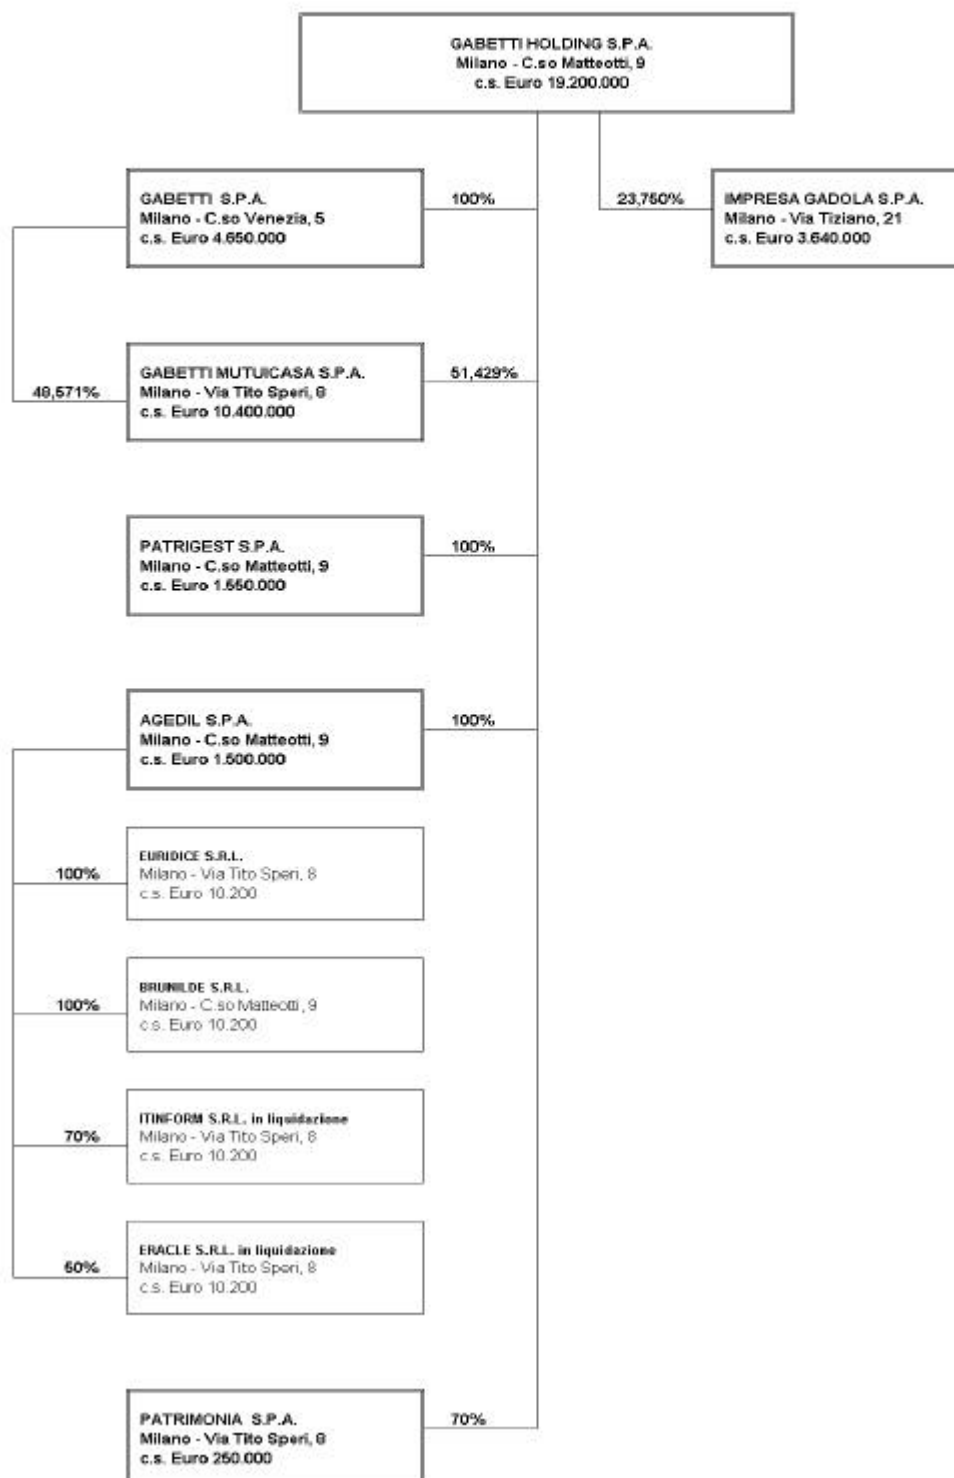 GABETTI HOLDING S.P.A.
Milano - C.so Matteotti, 9
c.s. Euro 19.200.000
GABETTI S.P.A.
Milano - C.so Venezia, 5
c.s. Euro 4.650.000
100%
23,750%
IMPRESA GADOLA S.P.A.
Milano - Via Tiziano, 21
c.s. Euro 3.640.000
48,571%
GABETTI MUTUICASA S.P.A.
Milano - Via Tito Speri, 8
c.s. Euro 10.400.000
51,429%
PATRIGEST S.P.A.
Milano - C.so Matteotti, 9
c.s. Euro 1.550.000
100%
AGEDIL S.P.A.
Milano - C.so Matteotti, 9
c.s. Euro 1.500.000
100%
100%
EURIDICE S.R.L.
Milano - Via Tito Speri, 8
c.s. Euro 10.200
100%
BRUNILDE S.R.L.
Milano - C.so Matteotti, 9
c.s. Euro 10.200
70%
ITINFORM S.R.L. in liquidazione
Milano - Via Tito Speri, 8
c.s. Euro 10.200
ERACLE S.R.L. in liquidazione
Milano - Via Tito Speri, 8
c.s. Euro 10.200
PATRIMONIA S.P.A.
Milano - Via Tito Speri, 8
c.s. Euro 250.000
70%